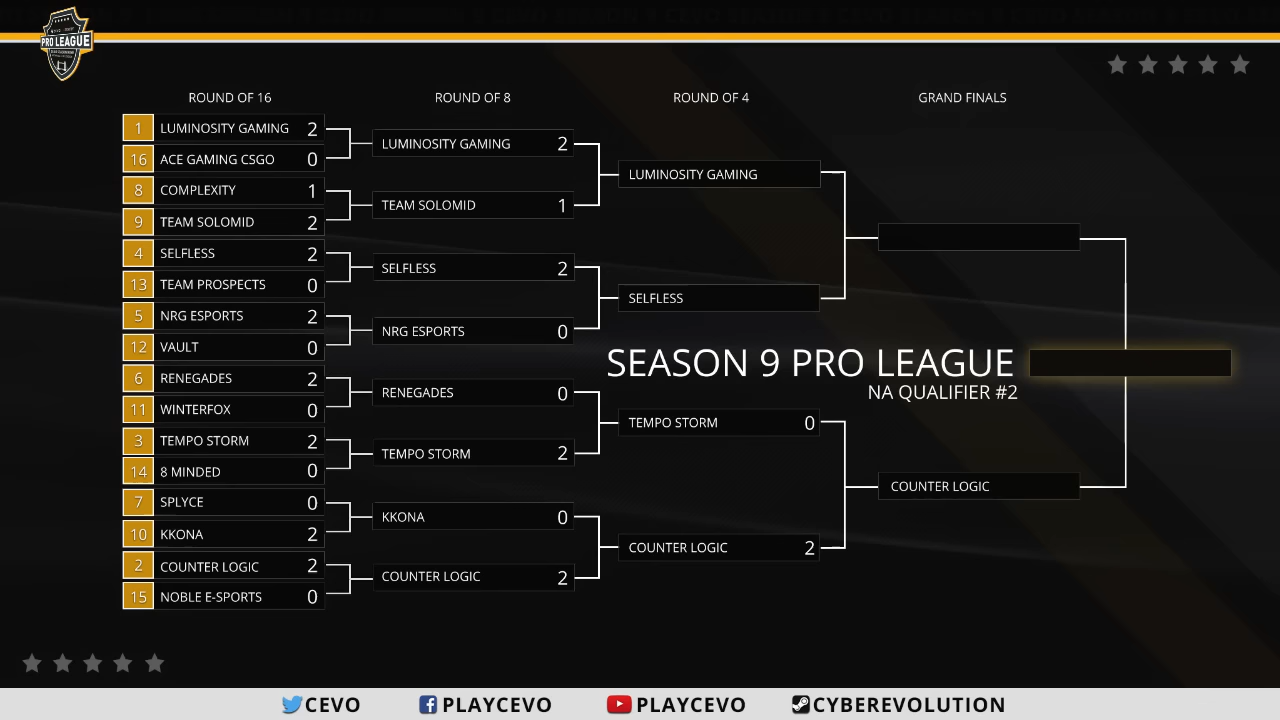 PRO LEAGUE
ROUND OF 16
ROUND OF 8
ROUND OF 4
GRAND FINALS
1 LUMINOSITY GAMING 2
16 ACE GAMING CSGO 0
8 COMPLEXITY 1
9 TEAM SOLOMID 2
4 SELFLESS 2
13 TEAM PROSPECTS 0
5 NRG ESPORTS 2
12 VAULT 0
6 RENEGADES 2
11 WINTERFOX 0
3 TEMPO STORM 2
14 8 MINDED 0
7 SPLYCE 0
10 KKONA 2
2 COUNTER LOGIC 2
15 NOBLE E-SPORTS 0
LUMINOSITY GAMING 2
TEAM SOLOMID 1
SELFLESS 2
NRG ESPORTS 0
RENEGADES 0
TEMPO STORM 2
KKONA 0
COUNTER LOGIC 2
LUMINOSITY GAMING
SELFLESS
TEMPO STORM 0
COUNTER LOGIC 2
COUNTER LOGIC
SEASON 9 PRO LEAGUE
NA QUALIFIER #2
CEVO
PLAYCEVO
PLAYCEVO
CYBEREVOLUTION